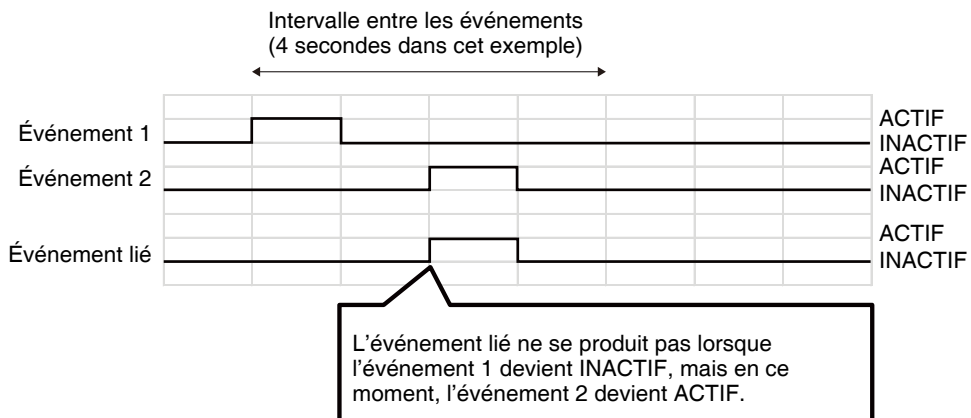 Intervalle entre les événements
(4 secondes dans cet exemple)
Événement 1
ACTIF
INACTIF
Événement 2
ACTIF
INACTIF
Événement lié
ACTIF
INACTIF
L'événement lié ne se produit pas lorsque
l'événement 1 devient INACTIF, mais en ce
moment, l'événement 2 devient ACTIF.